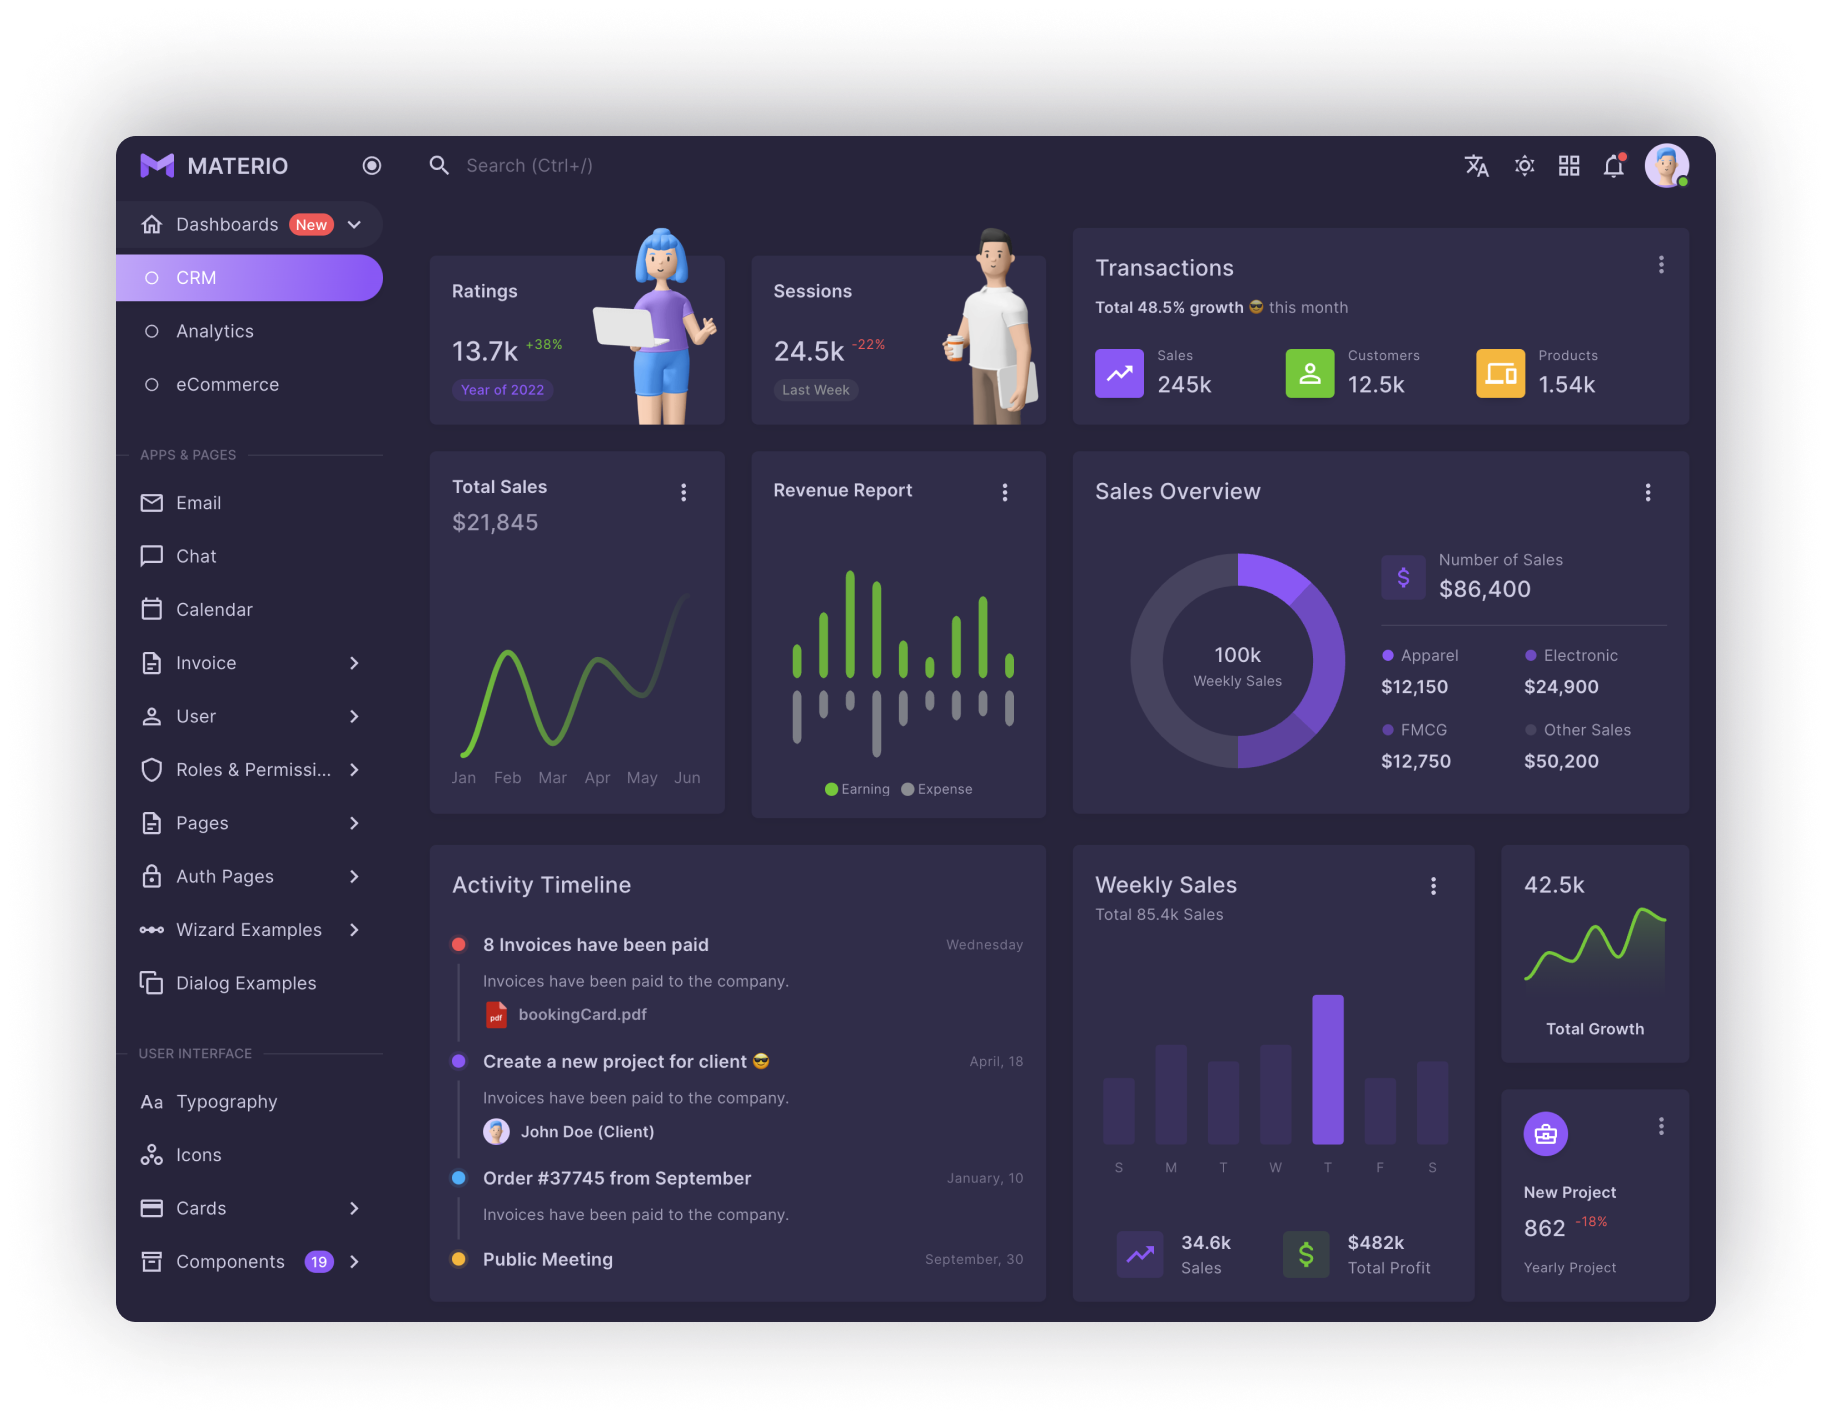 MATERIO
Search (Ctrl+/)
Dashboards New
CRM
Analytics
eCommerce
APPS & PAGES
Email
Chat
Calendar
Invoice
User
Roles & Permissi...
Pages
Auth Pages
Wizard Examples
Dialog Examples
USER INTERFACE
Aa Typography
Icons
Cards
Components 19
Ratings
13.7k +38%
Year of 2022
Sessions
24.5k -22%
Last Week
Transactions
Total 48.5% growth 😎 this month
Sales
245k
Customers
12.5k
Products
1.54k
Total Sales
$21,845
Jan Feb Mar Apr May Jun
Revenue Report
Earning Expense
Sales Overview
100k
Weekly Sales
$
Number of Sales
$86,400
Apparel
$12,150
Electronic
$24,900
FMCG
$12,750
Other Sales
$50,200
Activity Timeline
8 Invoices have been paid Wednesday
Invoices have been paid to the company.
pdf bookingCard.pdf
Create a new project for client 😎 April, 18
Invoices have been paid to the company.
John Doe (Client)
Order #37745 from September January, 10
Invoices have been paid to the company.
Public Meeting September, 30
Weekly Sales
Total 85.4k Sales
S M T W T F S
34.6k
Sales
$
$482k
Total Profit
42.5k
Total Growth
New Project
862 -18%
Yearly Project